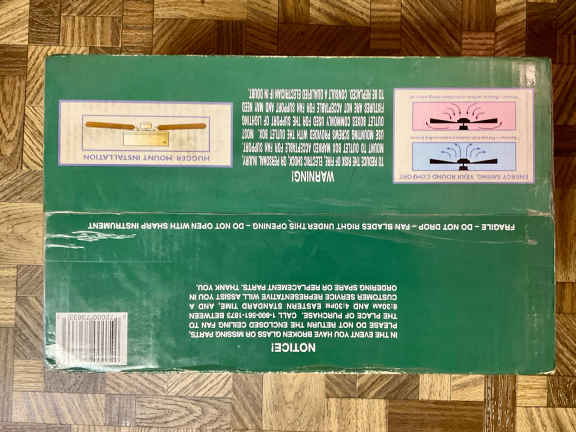 NOTICE!
IN THE EVENT YOU HAVE BROKEN GLASS OR MISSING PARTS,
PLEASE DO NOT RETURN THE ENCLOSED CEILING FAN TO
THE PLACE OF PURCHASE. CALL 1-800-561-1873 BETWEEN
8:30AM AND 4:30PM EASTERN STANDARD TIME, AND A
CUSTOMER SERVICE REPRESENTATIVE WILL ASSIST YOU IN
ORDERING SPARE OR REPLACEMENT PARTS. THANK YOU.
FRAGILE – DO NOT DROP – FAN BLADES RIGHT UNDER THIS OPENING – DO NOT OPEN WITH SHARP INSTRUMENT
ENERGY SAVING, YEAR ROUND COMFORT
WARNING!
TO REDUCE THE RISK OF FIRE, ELECTRIC SHOCK, PERSONAL INJURY,
MOUNT TO OUTLET BOX MARKED ACCEPTABLE FOR FAN SUPPORT.
USE MOUNTING SCREWS PROVIDED WITH THE OUTLET BOX. MOST
OUTLET BOXES COMMONLY USED FOR THE SUPPORT OF LIGHTING
FIXTURES ARE NOT ACCEPTABLE FOR FAN SUPPORT AND MAY NEED
TO BE REPLACED. CONSULT QUALIFIED ELECTRICIAN IF IN DOUBT.
HUGGER MOUNT INSTALLATION